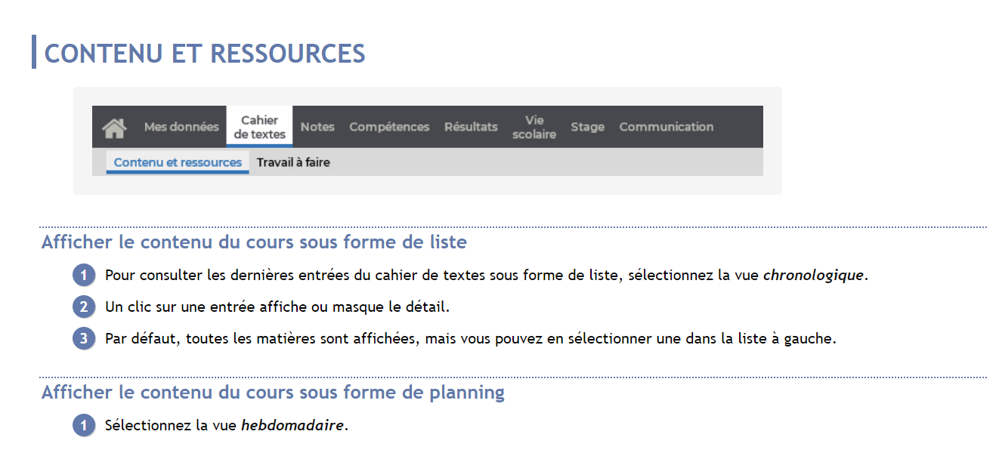 CONTENU ET RESSOURCES
Mes données Cahier de textes Notes Compétences Résultats Vie scolaire Stage Communication
Contenu et ressources Travail à faire
Afficher le contenu du cours sous forme de liste
1 Pour consulter les dernières entrées du cahier de textes sous forme de liste, sélectionnez la vue chronologique.
2 Un clic sur une entrée affiche ou masque le détail.
3 Par défaut, toutes les matières sont affichées, mais vous pouvez en sélectionner une dans la liste à gauche.
Afficher le contenu du cours sous forme de planning
1 Sélectionnez la vue hebdomadaire.